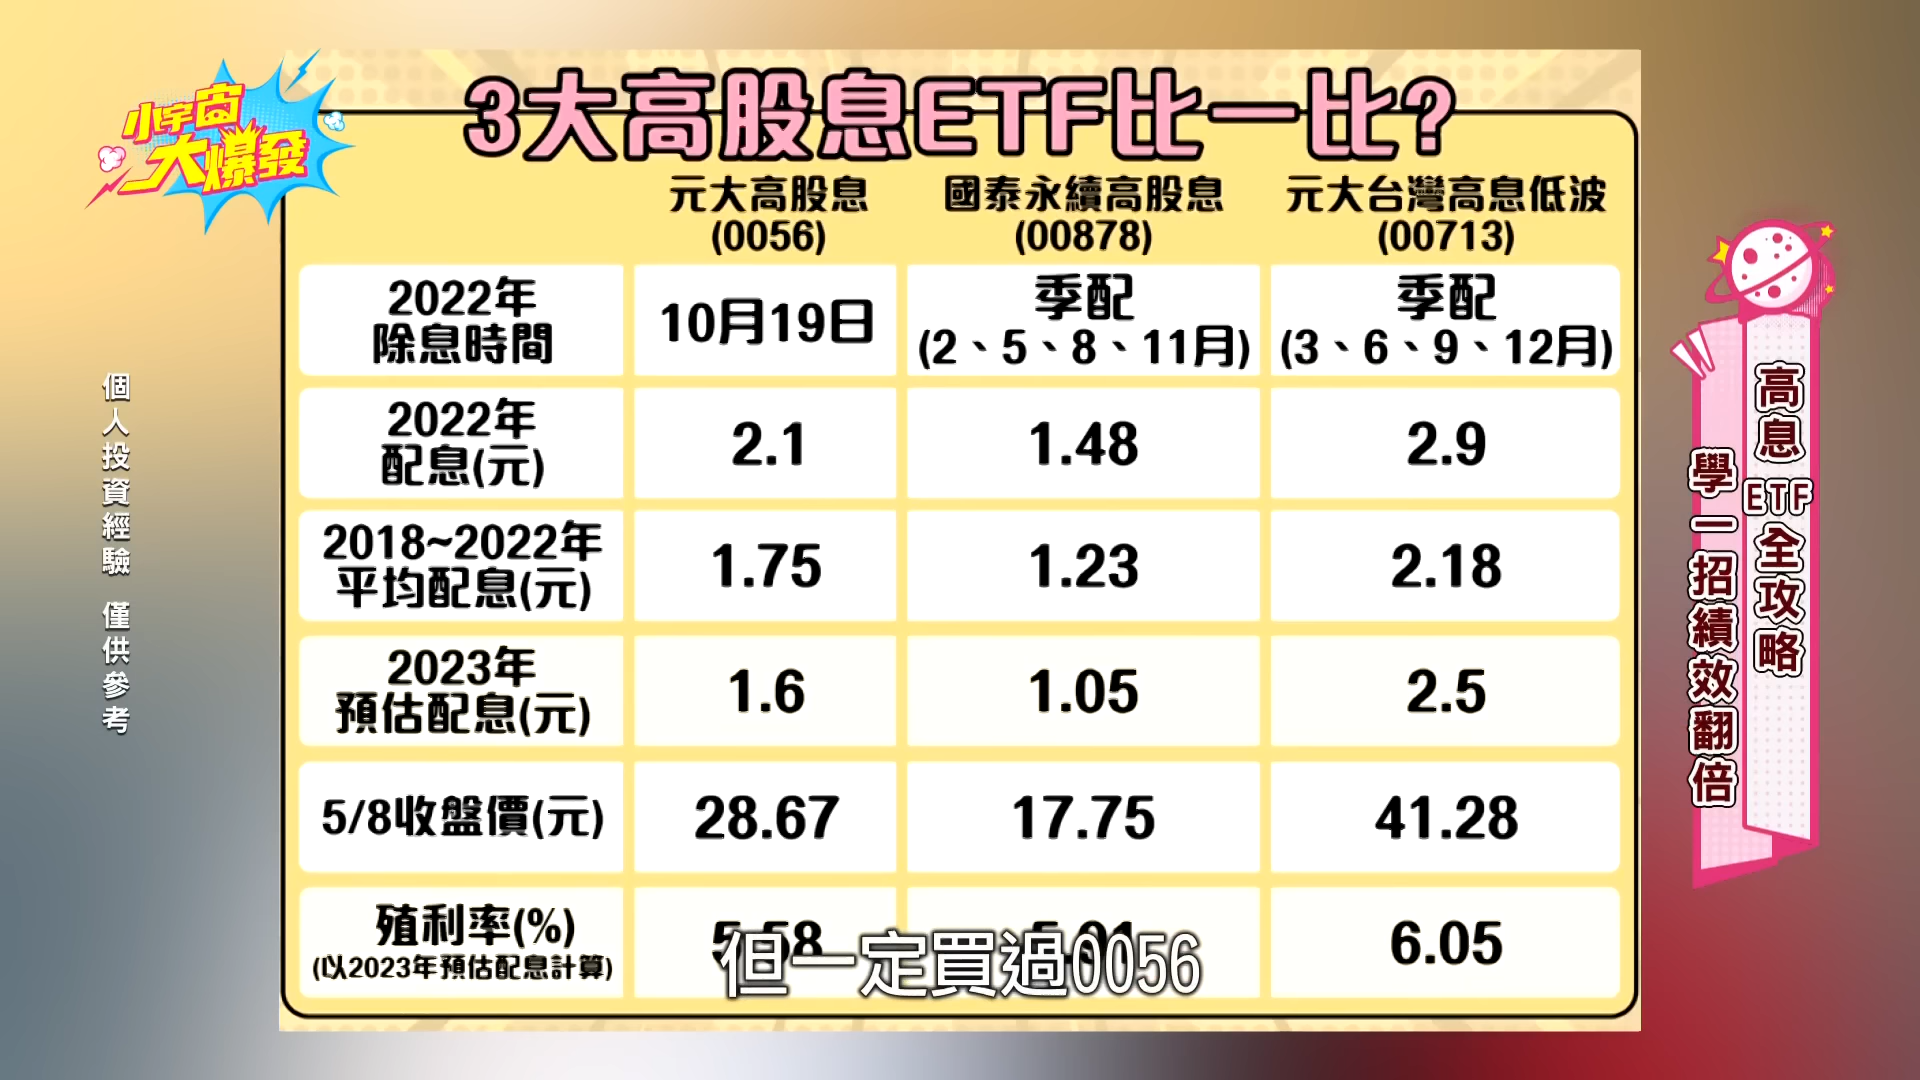 小宇宙
大爆發
3大高股息ETF比一比?
元大高股息
(0056)
國泰永續高股息
(00878)
元大台灣高息低波
(00713)
2022年
除息時間
10月19日
季配
(2、5、8、11月)
季配
(3、6、9、12月)
2022年
配息(元)
2.1
1.48
2.9
2018~2022年
平均配息(元)
1.75
1.23
2.18
2023年
預估配息(元)
1.6
1.05
2.5
5/8收盤價(元)
28.67
17.75
41.28
殖利率(%)
(以2023年預估配息計算)
5.58
6.05
但一定買過0056
個人投資經驗 僅供參考
高息ETF全攻略
學一招績效翻倍